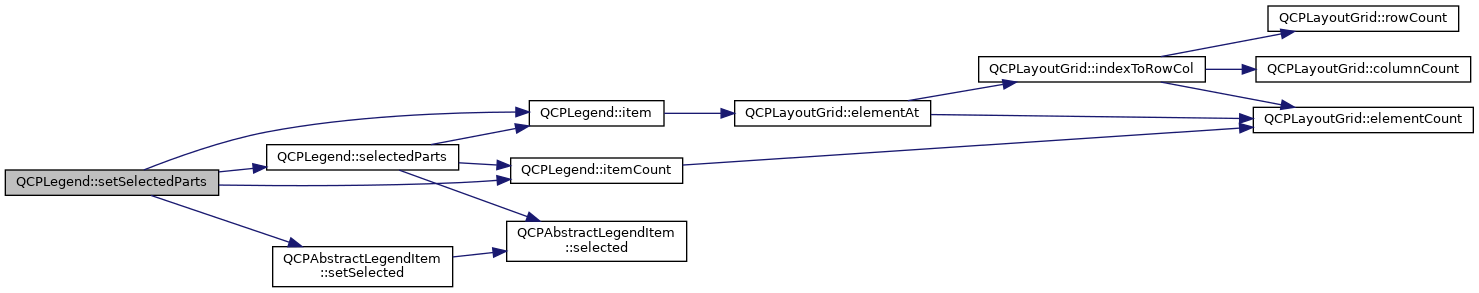 QCPLegend::setSelectedParts
QCPLegend::selectedParts
QCPAbstractLegendItem
::setSelected
QCPLegend::item
QCPLegend::itemCount
QCPAbstractLegendItem
::selected
QCPLayoutGrid::elementAt
QCPLayoutGrid::indexToRowCol
QCPLayoutGrid::rowCount
QCPLayoutGrid::columnCount
QCPLayoutGrid::elementCount